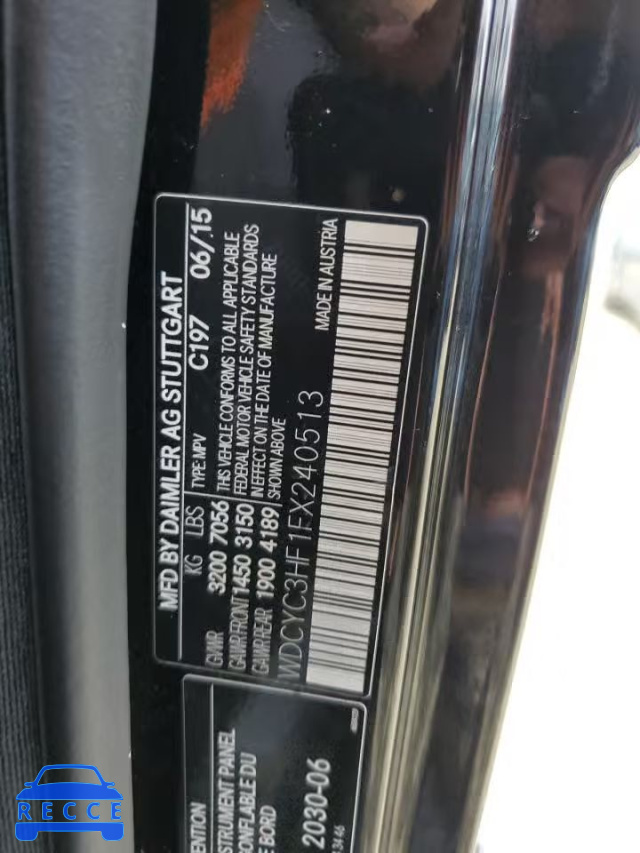 MFD BY DAIMLER AG STUTTGART
C197 06/15
KG LBS TYPE: MPV
GVWR 3200 7056 THIS VEHICLE CONFORMS TO ALL APPLICABLE
GAWR FRONT 1450 3150 FEDERAL MOTOR VEHICLE SAFETY STANDARDS
GAWR REAR 1900 4189 IN EFFECT ON THE DATE OF MANUFACTURE
SHOWN ABOVE
WDCYC3HF1FX240513 MADE IN AUSTRIA
ENTION
STRUMENT PANEL
GONFLABLE DU
E BORD
2030-06
RECCE